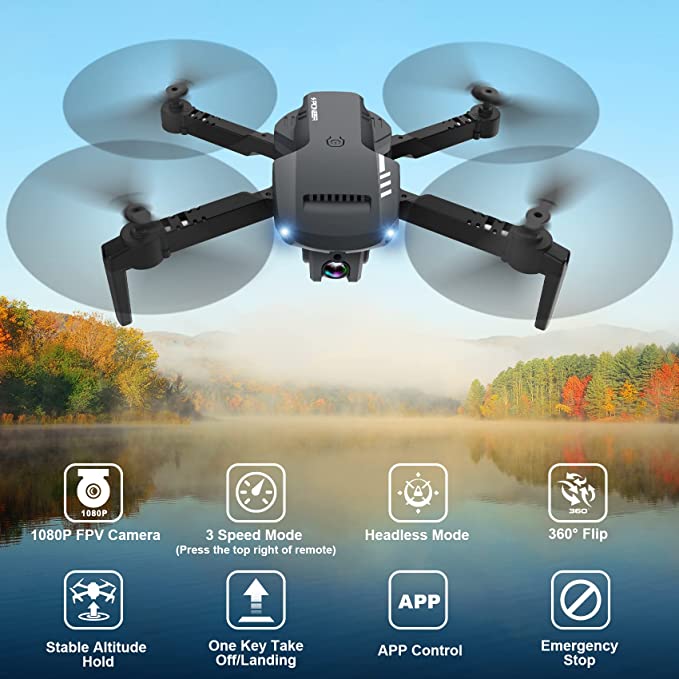 1080P
1080P FPV Camera
3 Speed Mode
(Press the top right of remote)
Headless Mode
360°
360° Flip
Stable Altitude
Hold
One Key Take
Off/Landing
APP
APP Control
Emergency
Stop